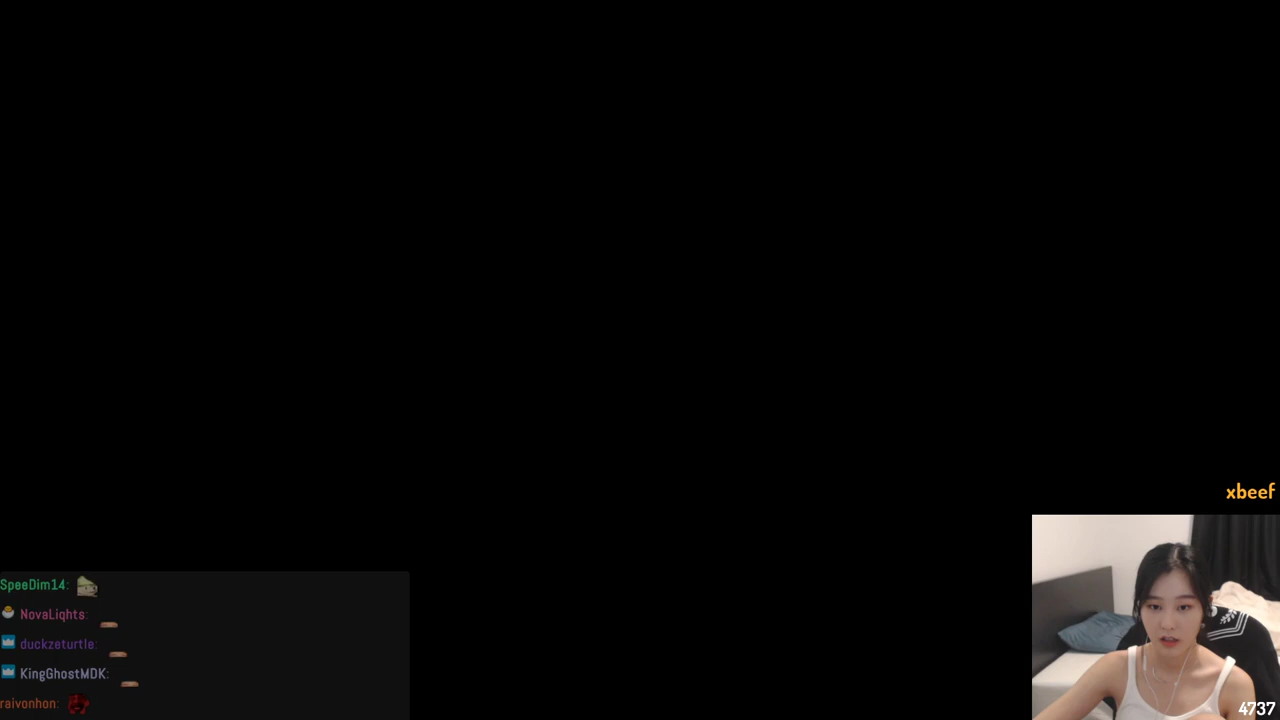 xbeef
SpeeDim14:
NovaLights:
duckzeturtle:
KingGhostMDK:
raivonhon:
4737